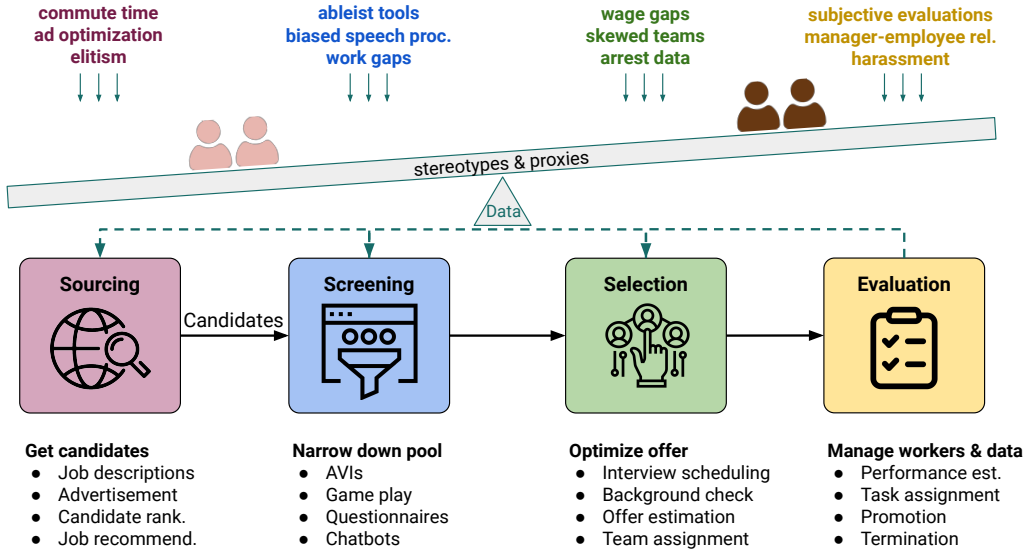 commute time
ad optimization
elitism
ableist tools
biased speech proc.
work gaps
wage gaps
skewed teams
arrest data
subjective evaluations
manager-employee rel.
harassment
stereotypes & proxies
Data
Sourcing
Candidates
Screening
Selection
Evaluation
Get candidates
● Job descriptions
● Advertisement
● Candidate rank.
● Job recommend.
Narrow down pool
● AVIs
● Game play
● Questionnaires
● Chatbots
Optimize offer
● Interview scheduling
● Background check
● Offer estimation
● Team assignment
Manage workers & data
● Performance est.
● Task assignment
● Promotion
● Termination